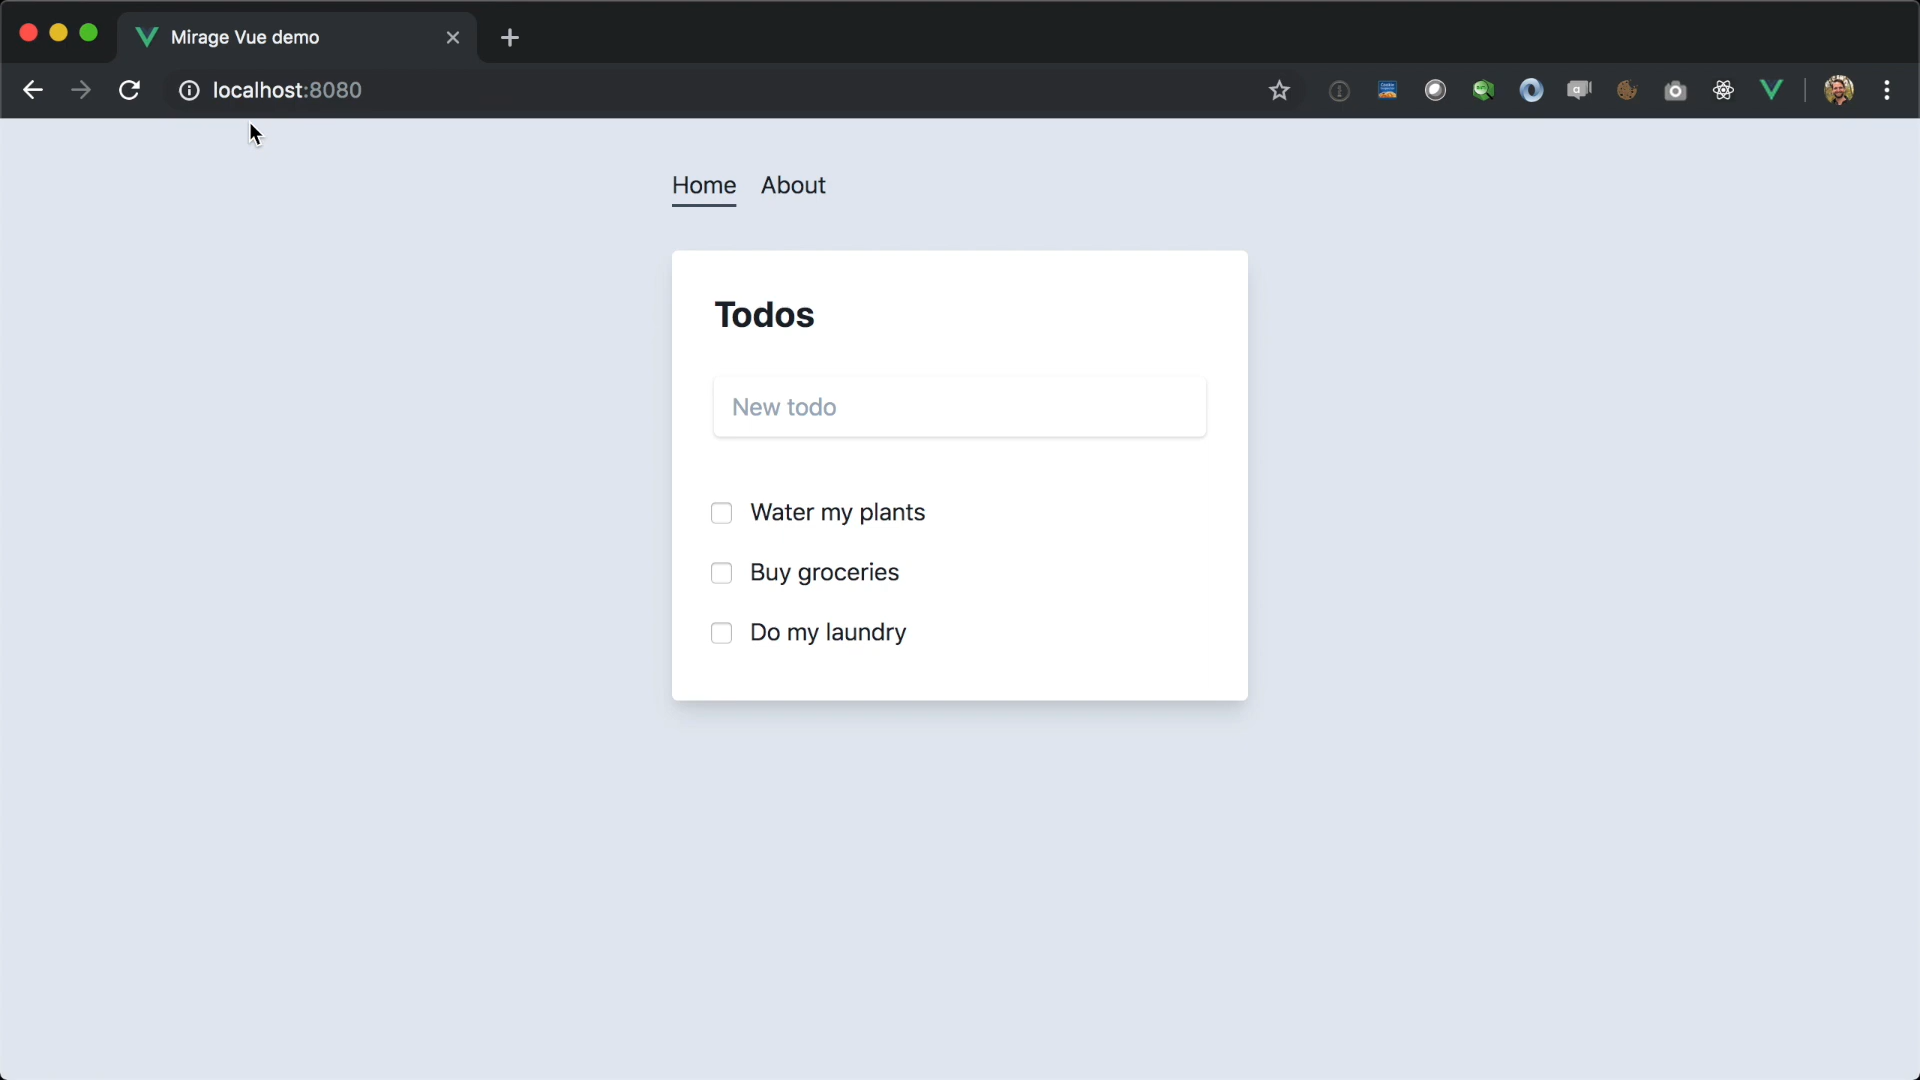 Mirage Vue demo
localhost:8080
Home About
Todos
New todo
Water my plants
Buy groceries
Do my laundry